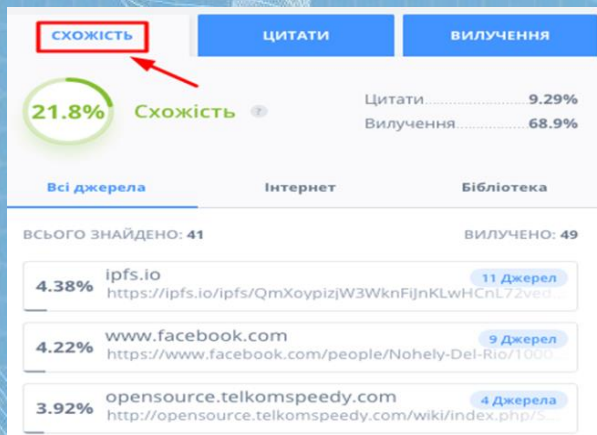 СХОЖІСТЬ ЦИТАТИ ВИЛУЧЕННЯ
21.8% Схожість ?
Цитати 9.29%
Вилучення 68.9%
Всі джерела Інтернет Бібліотека
ВСЬОГО ЗНАЙДЕНО: 41 ВИЛУЧЕНО: 49
4.38% ipfs.io 11 Джерел
https://ipfs.io/ipfs/QmXoypizjW3WknFiJnKLwHCnL72ved...
4.22% www.facebook.com 9 Джерел
https://www.facebook.com/people/Nohely-Del-Rio/1000
3.92% opensource.telkomspeedy.com 4 Джерела
http://opensource.telkomspeedy.com/wiki/index.php/S...